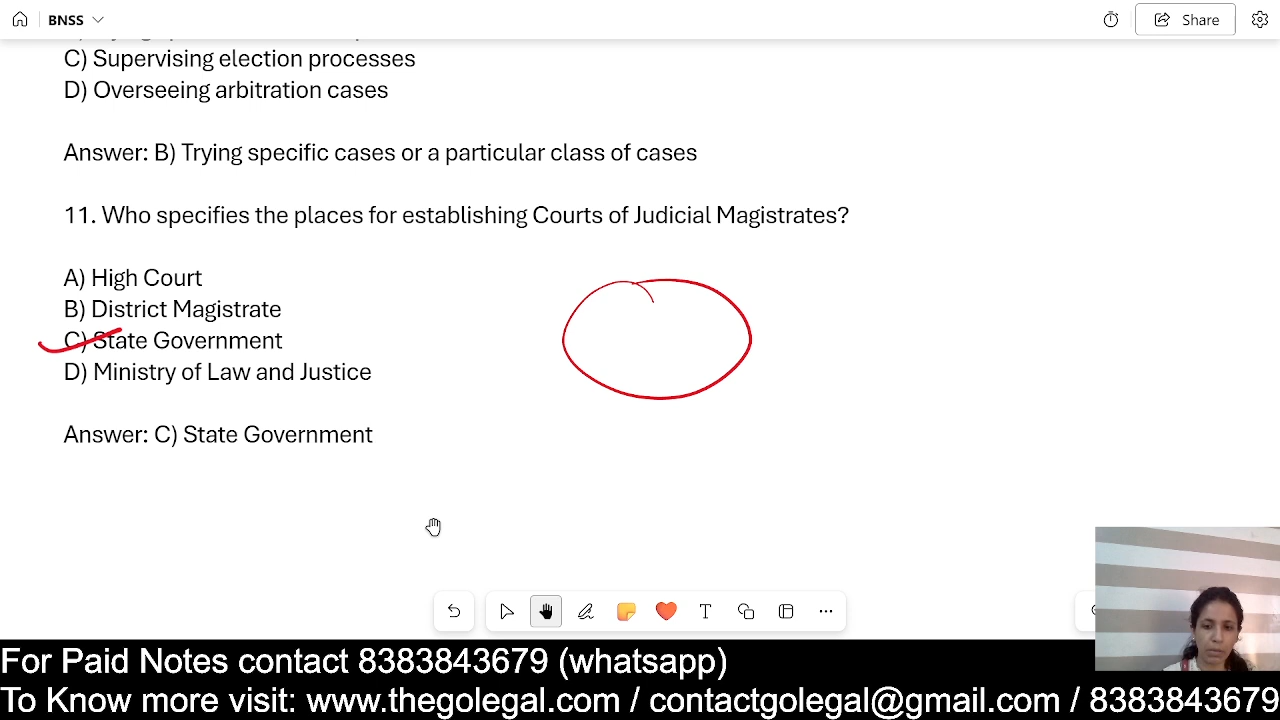 BNSS
Share
C) Supervising election processes
D) Overseeing arbitration cases
Answer: B) Trying specific cases or a particular class of cases
11. Who specifies the places for establishing Courts of Judicial Magistrates?
A) High Court
B) District Magistrate
C) State Government
D) Ministry of Law and Justice
Answer: C) State Government
For Paid Notes contact 8383843679 (whatsapp)
To Know more visit: www.thegolegal.com / contactgolegal@gmail.com / 8383843679